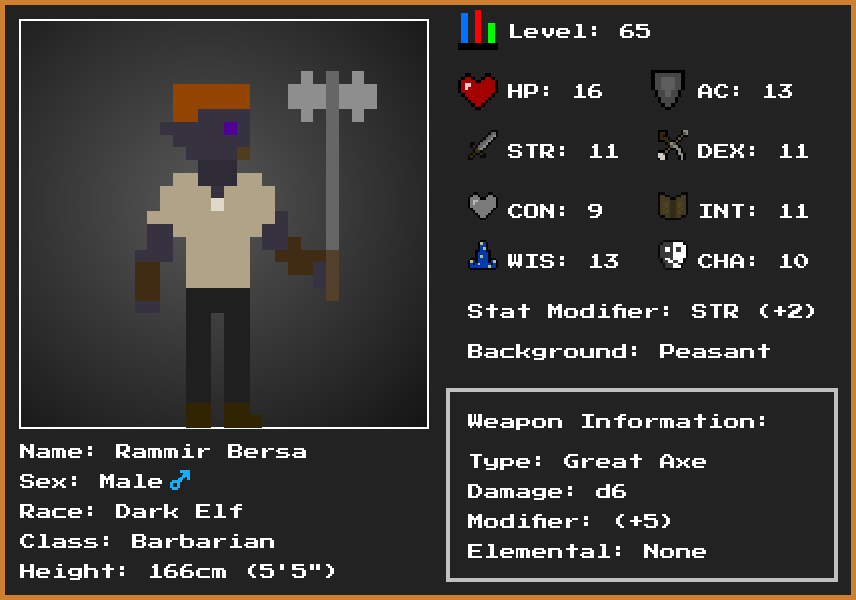 Level: 65
HP: 16
AC: 13
STR: 11
DEX: 11
CON: 9
INT: 11
WIS: 13
CHA: 10
Stat Modifier: STR (+2)
Background: Peasant
Weapon Information:
Type: Great Axe
Damage: d6
Modifier: (+5)
Elemental: None
Name: Rammir Bersa
Sex: Male ♂
Race: Dark Elf
Class: Barbarian
Height: 166cm (5'5")